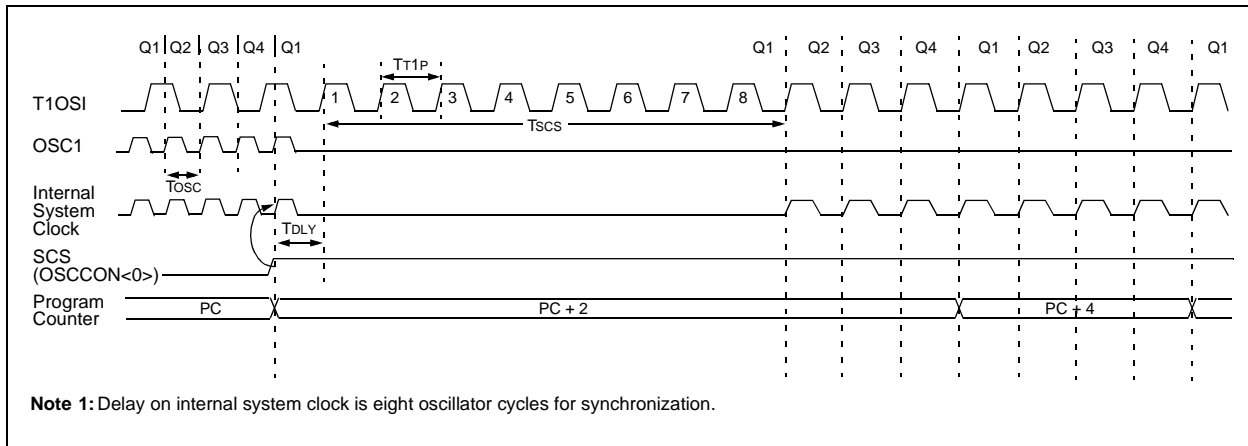 Q1 Q2 Q3 Q4 Q1 Q1 Q2 Q3 Q4 Q1 Q2 Q3 Q4 Q1
TT1P
T1OSI 1 2 3 4 5 6 7 8
TSCS
OSC1
TOSC
Internal
System
Clock
TDLY
SCS
(OSCCON<0>)
Program
Counter
PC PC + 2 PC + 4
Note 1: Delay on internal system clock is eight oscillator cycles for synchronization.